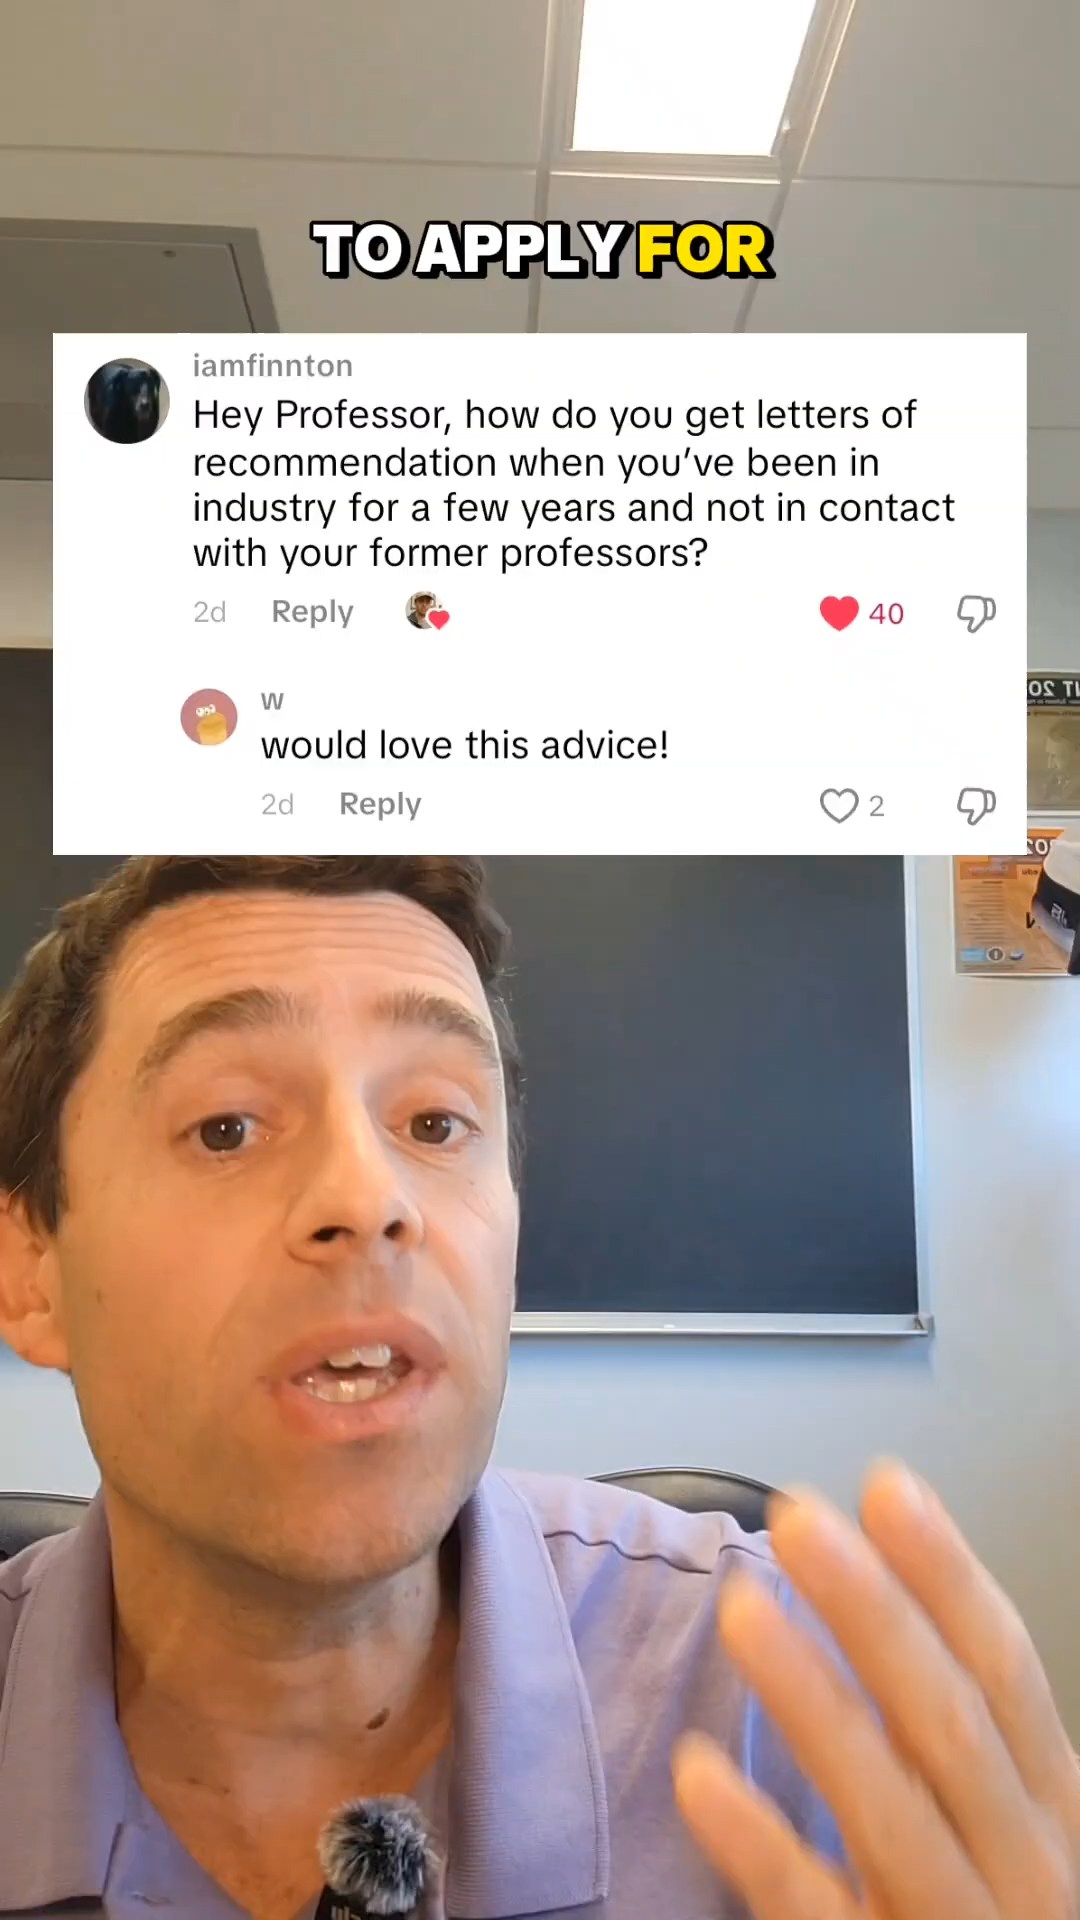 TO APPLY FOR
iamfinnton
Hey Professor, how do you get letters of
recommendation when you've been in
industry for a few years and not in contact
with your former professors?
2d Reply 40
w
would love this advice!
2d Reply 2